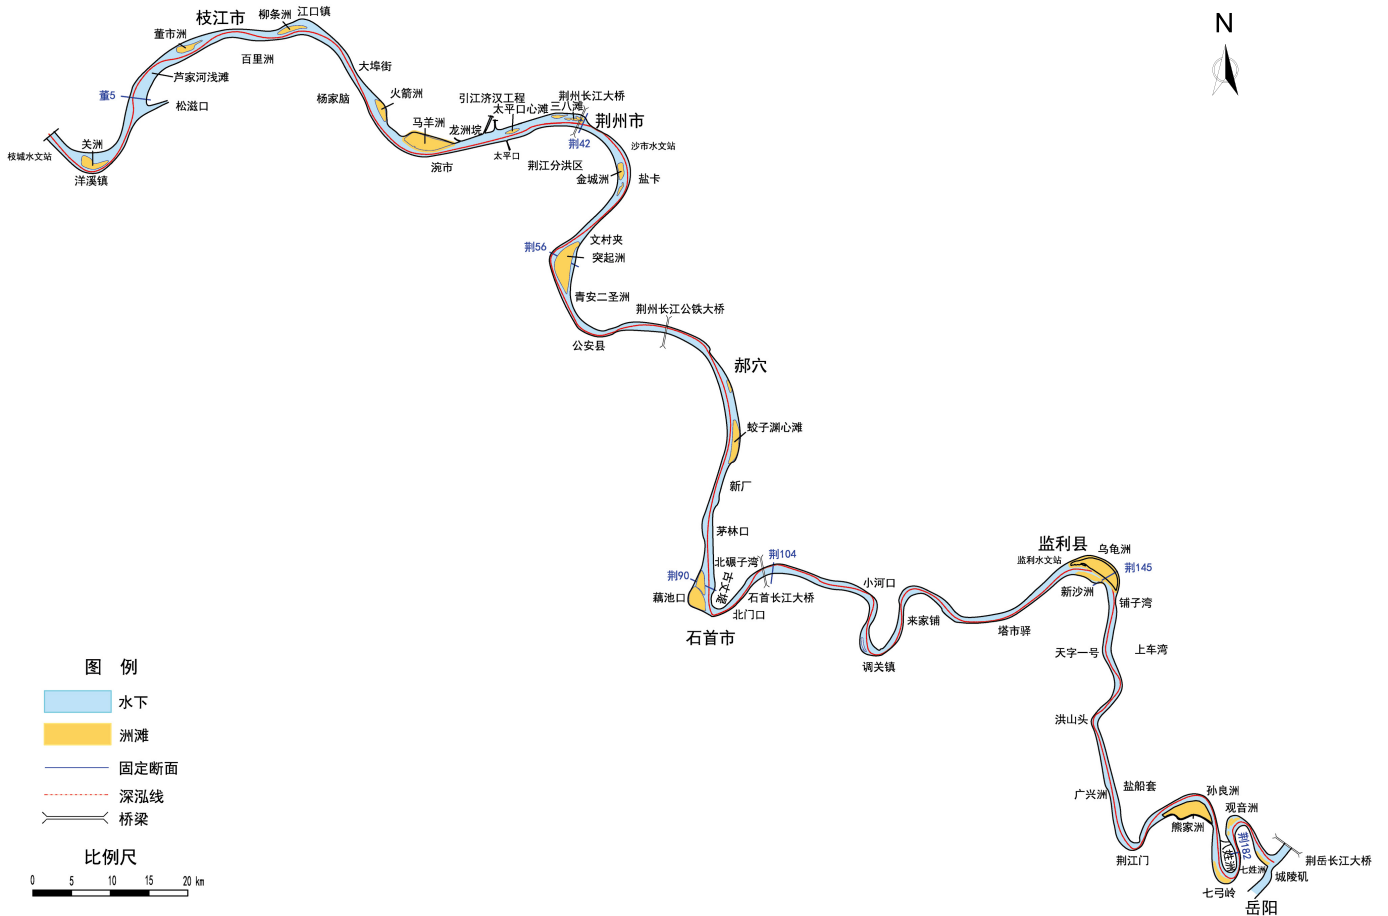 枝江市
柳条洲
江口镇
董市洲
百里洲
芦家河浅滩
董5
松滋口
关洲
枝城水文站
洋溪镇
大埠街
杨家脑
火箭洲
马羊洲
涴市
龙洲垸
引江济汉工程
太平口心滩
太平口
三八滩
荆州长江大桥
荆州市
荆42
沙市水文站
荆江分洪区
金城洲
盐卡
荆56
文村夹
突起洲
青安二圣洲
公安县
荆州长江公铁大桥
郝穴
蛟子渊心滩
新厂
茅林口
北碾子湾
荆104
荆90
古丈堤
藕池口
石首长江大桥
北门口
石首市
小河口
调关镇
来家铺
塔市驿
监利县
监利水文站
乌龟洲
荆145
新沙洲
铺子湾
天字一号
上车湾
洪山头
盐船套
广兴洲
荆江门
熊家洲
孙良洲
观音洲
荆182
八姓洲
七姓洲
七弓岭
荆岳长江大桥
城陵矶
岳阳
N
图 例
水下
洲滩
固定断面
深泓线
桥梁
比例尺
0 5 10 15 20 km